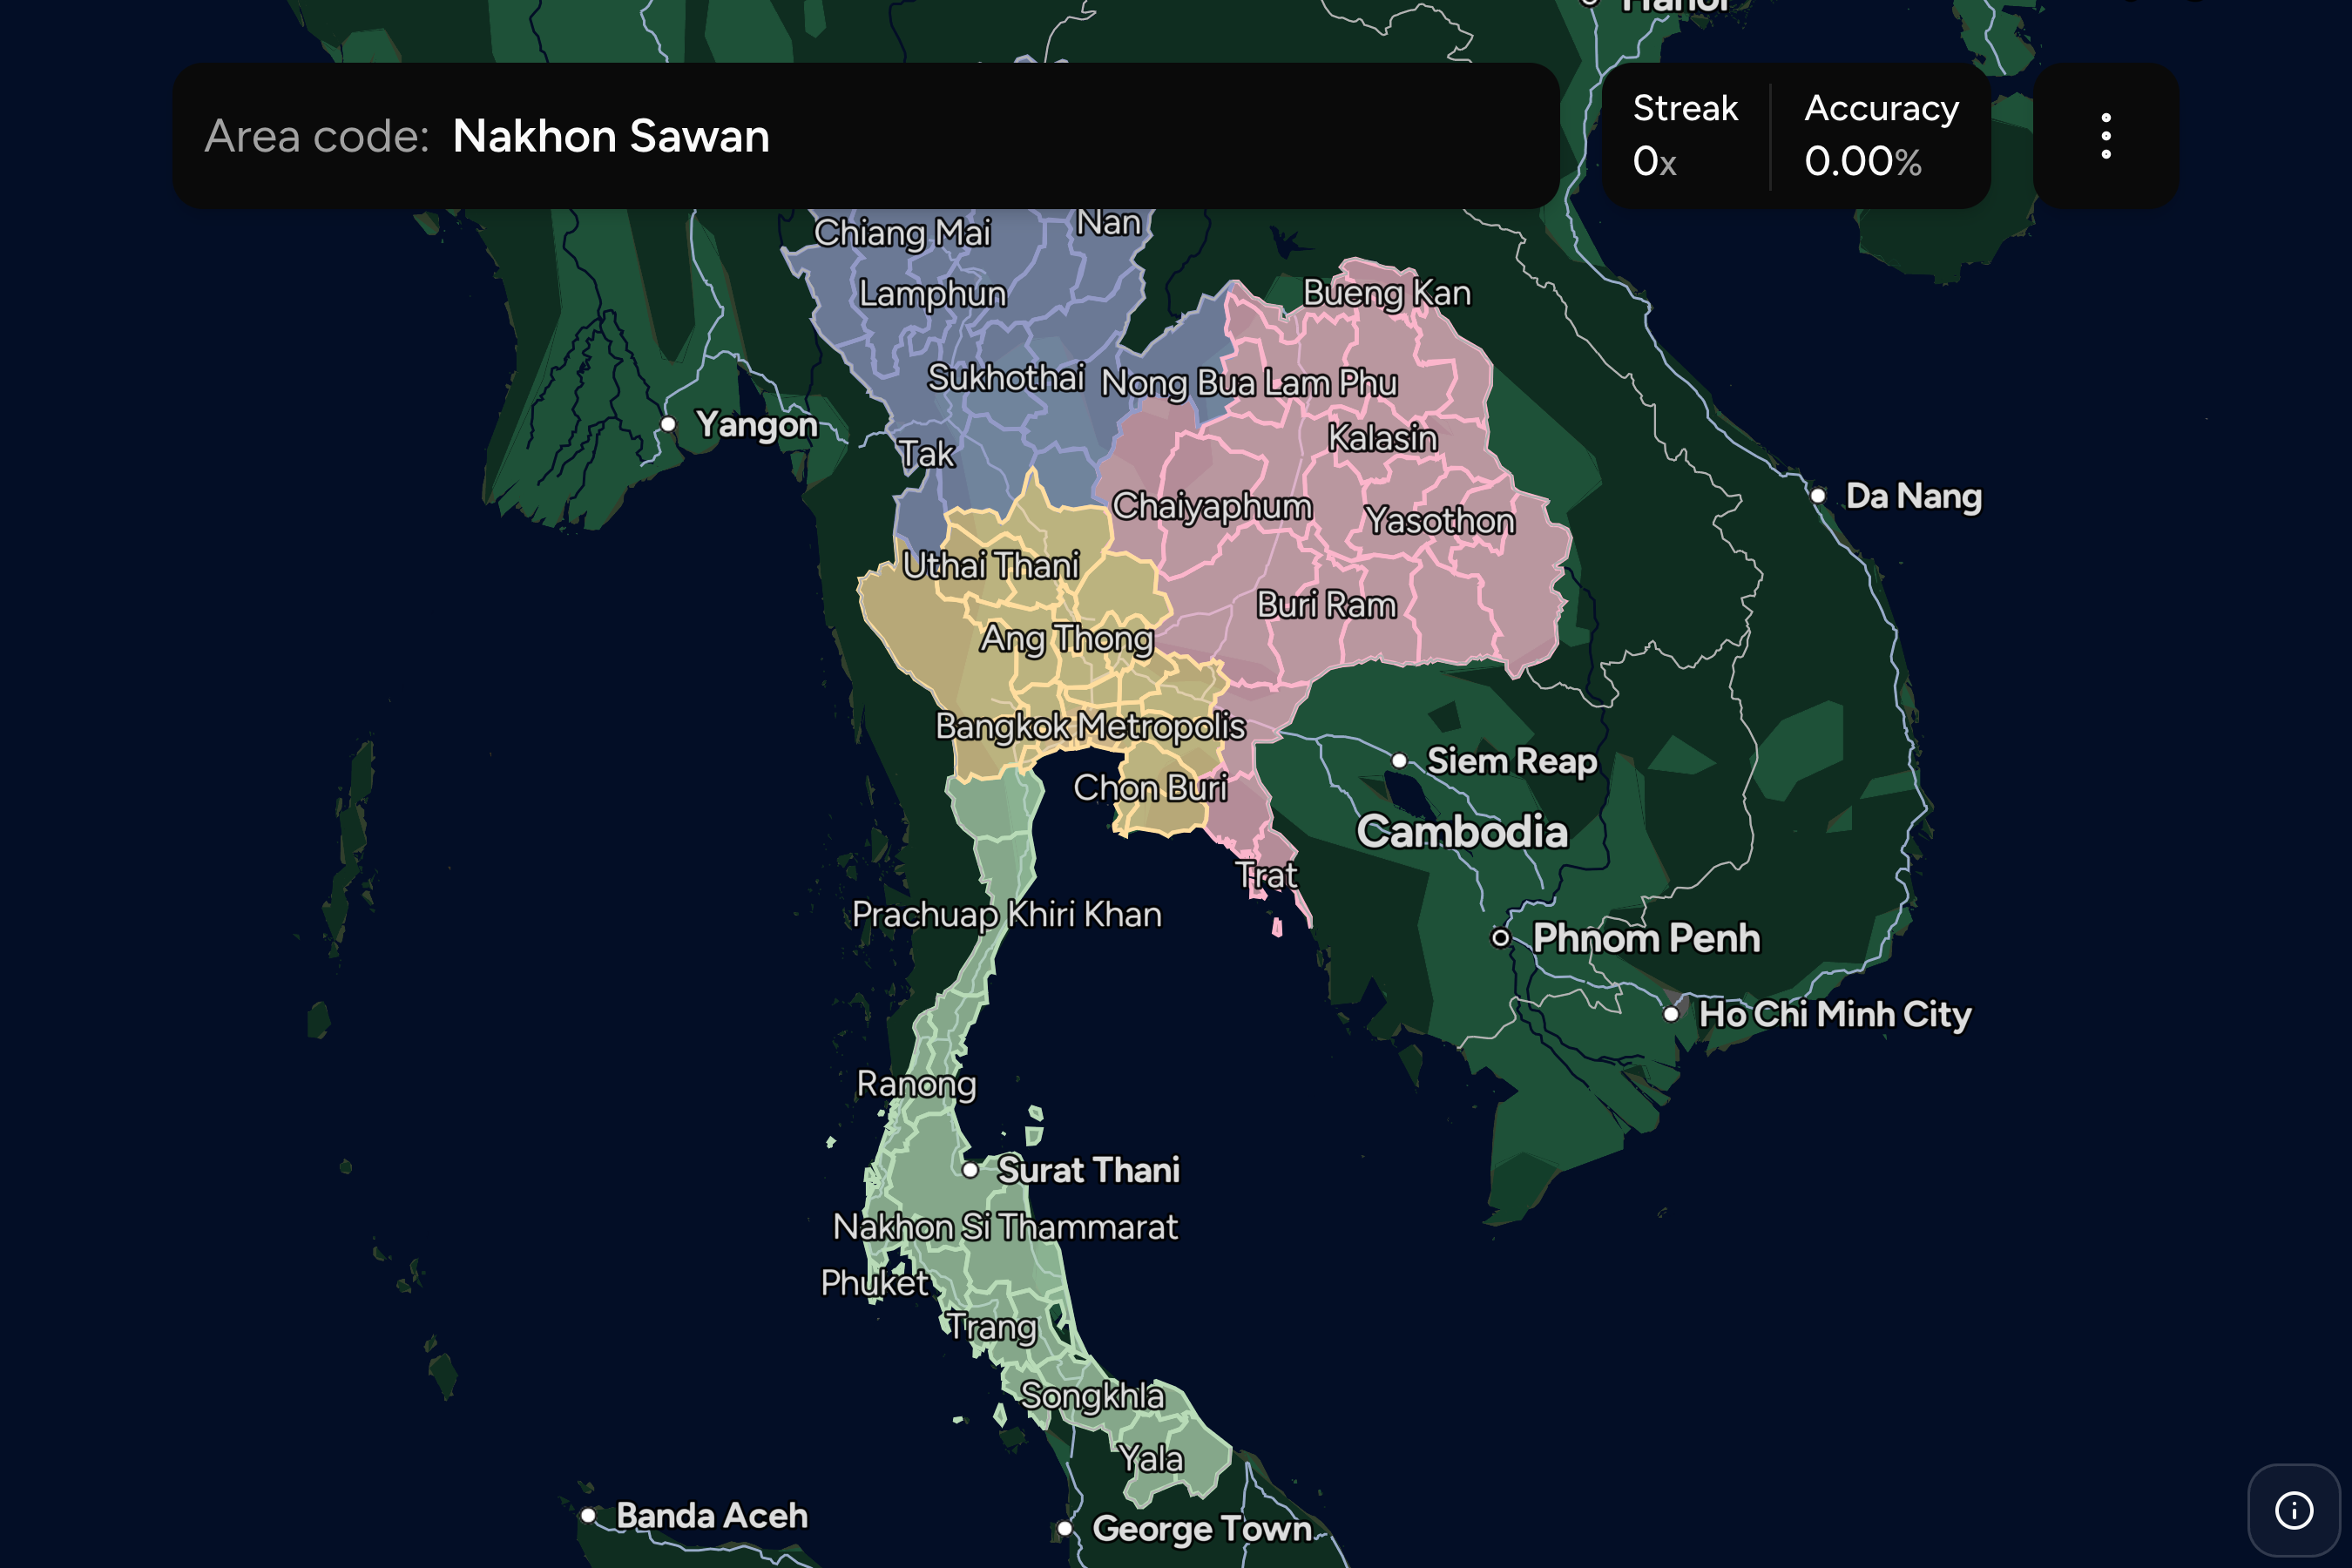 Hanoi
Area code: Nakhon Sawan
Streak
0x
Accuracy
0.00%
Chiang Mai
Nan
Lamphun
Bueng Kan
Sukhothai
Nong Bua Lam Phu
Yangon
Kalasin
Tak
Da Nang
Chaiyaphum
Yasothon
Uthai Thani
Buri Ram
Ang Thong
Bangkok Metropolis
Siem Reap
Chon Buri
Cambodia
Trat
Prachuap Khiri Khan
Phnom Penh
Ho Chi Minh City
Ranong
Surat Thani
Nakhon Si Thammarat
Phuket
Trang
Songkhla
Yala
Banda Aceh
George Town